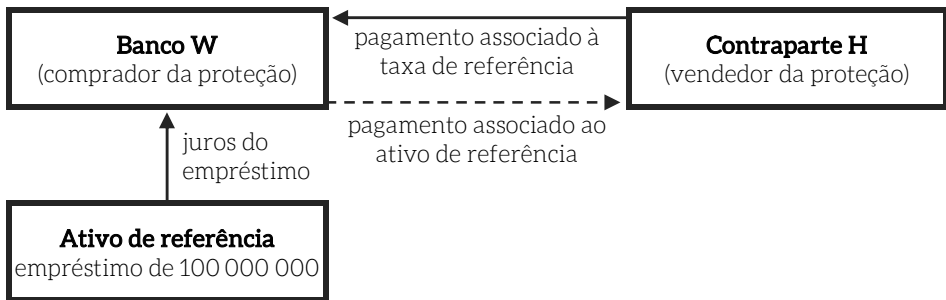 Banco W
(comprador da proteção)
pagamento associado à
taxa de referência
Contraparte H
(vendedor da proteção)
pagamento associado ao
ativo de referência
juros do
empréstimo
Ativo de referência
empréstimo de 100 000 000